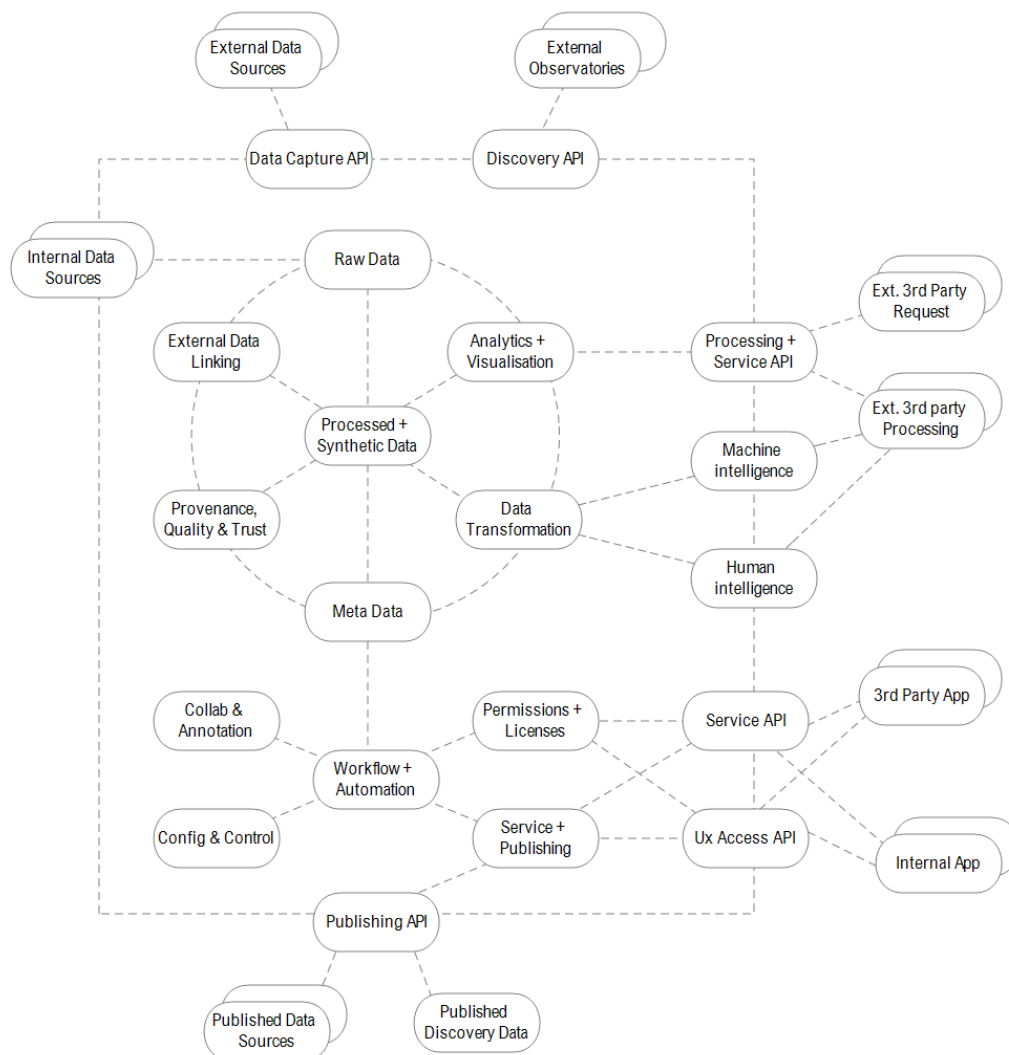 External Data
Sources
External
Observatories
Data Capture API
Discovery API
Internal Data
Sources
Raw Data
Ext. 3rd Party
Request
External Data
Linking
Analytics +
Visualisation
Processing +
Service API
Processed +
Synthetic Data
Ext. 3rd party
Processing
Machine
intelligence
Provenance,
Quality & Trust
Data
Transformation
Human
intelligence
Meta Data
Collab &
Annotation
Permissions +
Licenses
Service API
3rd Party App
Workflow +
Automation
Config & Control
Service +
Publishing
Ux Access API
Internal App
Publishing API
Published Data
Sources
Published
Discovery Data